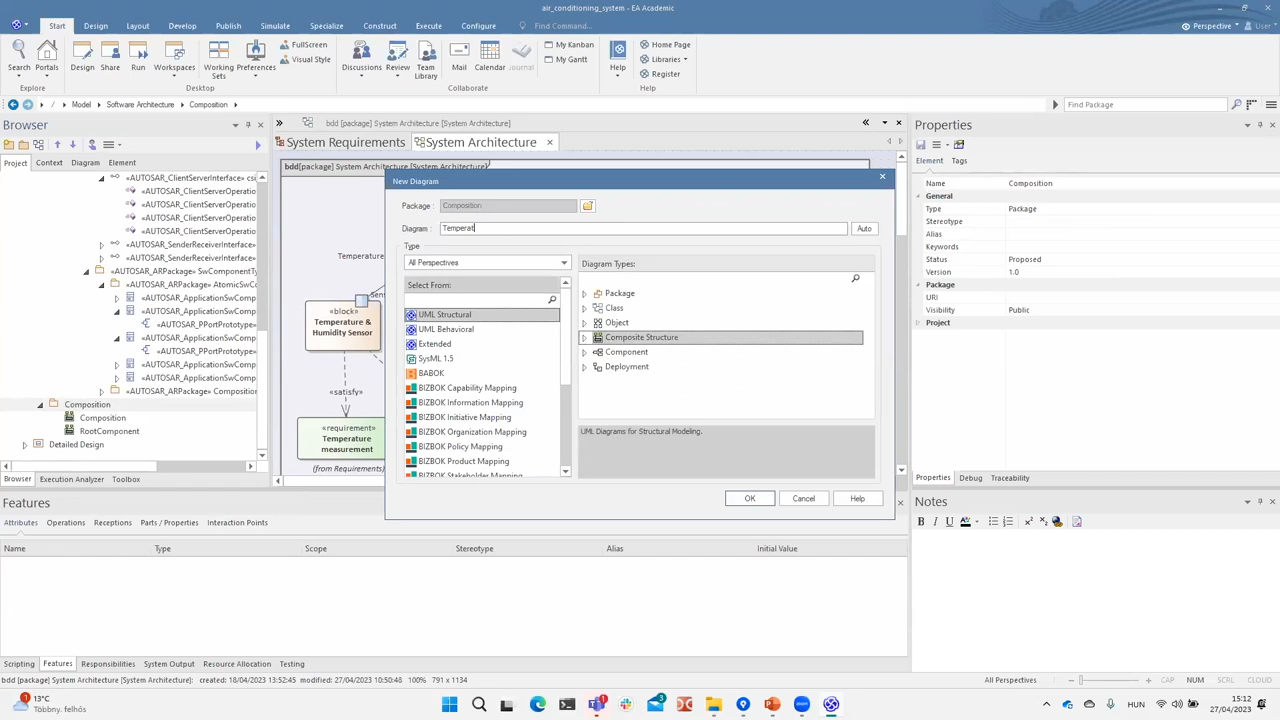 air_conditioning_system - EA Academic
Start Design Layout Develop Publish Simulate Specialize Construct Execute Configure Find Command... Perspective User
Search Portals Design Share Run Workspaces Working Sets Preferences FullScreen Visual Style Discussions Review Team Library Mail Calendar Journal My Kanban My Gantt Help Home Page Libraries Register
Explore Desktop Collaborate Help
/ Model Software Architecture Composition Find Package
Browser
Project Context Diagram Element
«AUTOSAR_ClientServerInterface» csi
«AUTOSAR_ClientServerOperatio
«AUTOSAR_ClientServerOperatio
«AUTOSAR_ClientServerOperatio
«AUTOSAR_ClientServerOperatio
«AUTOSAR_SenderReceiverInterface»
«AUTOSAR_SenderReceiverInterface»
«AUTOSAR_ARPackage» SwComponentTy
«AUTOSAR_ARPackage» AtomicSwCom
«AUTOSAR_ApplicationSwComp
«AUTOSAR_ApplicationSwComp
«AUTOSAR_PPortPrototype»
«AUTOSAR_ApplicationSwComp
«AUTOSAR_PPortPrototype»
«AUTOSAR_ApplicationSwComp
«AUTOSAR_ApplicationSwComp
«AUTOSAR_ARPackage» Composition
Composition
Composition
RootComponent
Detailed Design
Browser Execution Analyzer Toolbox
bdd [package] System Architecture [System Architecture]
System Requirements System Architecture
bdd[package] System Architecture [System Architecture]
Temperature
Sens
«block»
Temperature &
Humidity Sensor
«satisfy»
«requirement»
Temperature
measurement
(from Requirements)
New Diagram
Package : Composition
Diagram : Temperat Auto
Type
All Perspectives
Select From:
UML Structural
UML Behavioral
Extended
SysML 1.5
BABOK
BIZBOK Capability Mapping
BIZBOK Information Mapping
BIZBOK Initiative Mapping
BIZBOK Organization Mapping
BIZBOK Policy Mapping
BIZBOK Product Mapping
BIZBOK Stakeholder Mapping
Diagram Types:
Package
Class
Object
Composite Structure
Component
Deployment
UML Diagrams for Structural Modeling.
OK Cancel Help
Properties
Element Tags
Name Composition
General
Type Package
Stereotype
Alias
Keywords
Status Proposed
Version 1.0
Package
URI
Visibility Public
Project
Properties Debug Traceability
Notes
B I U
Features
Attributes Operations Receptions Parts / Properties Interaction Points
Name Type Scope Stereotype Alias Initial Value
Scripting Features Responsibilities System Output Resource Allocation Testing
bdd [package] System Architecture [System Architecture]: created: 18/04/2023 13:52:45 modified: 27/04/2023 10:50:48 100% 791 x 1134 All Perspectives CAP NUM SCRL CLOUD
13°C
Többny. felhős
HUN
15:12
27/04/2023